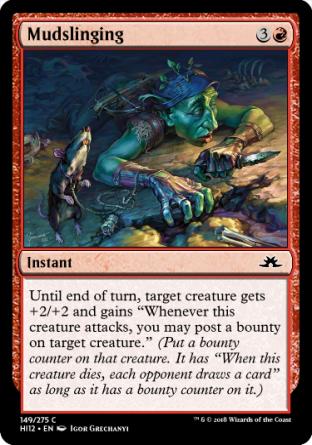 Mudslinging 3
Instant
Until end of turn, target creature gets
+2/+2 and gains “Whenever this
creature attacks, you may post a bounty
on target creature.” (Put a bounty
counter on that creature. It has “When this
creature dies, each opponent draws a card”
as long as it has a bounty counter on it.)
149/275 C
HI12 • EN Igor Grechanyi
™ & © 2018 Wizards of the Coast